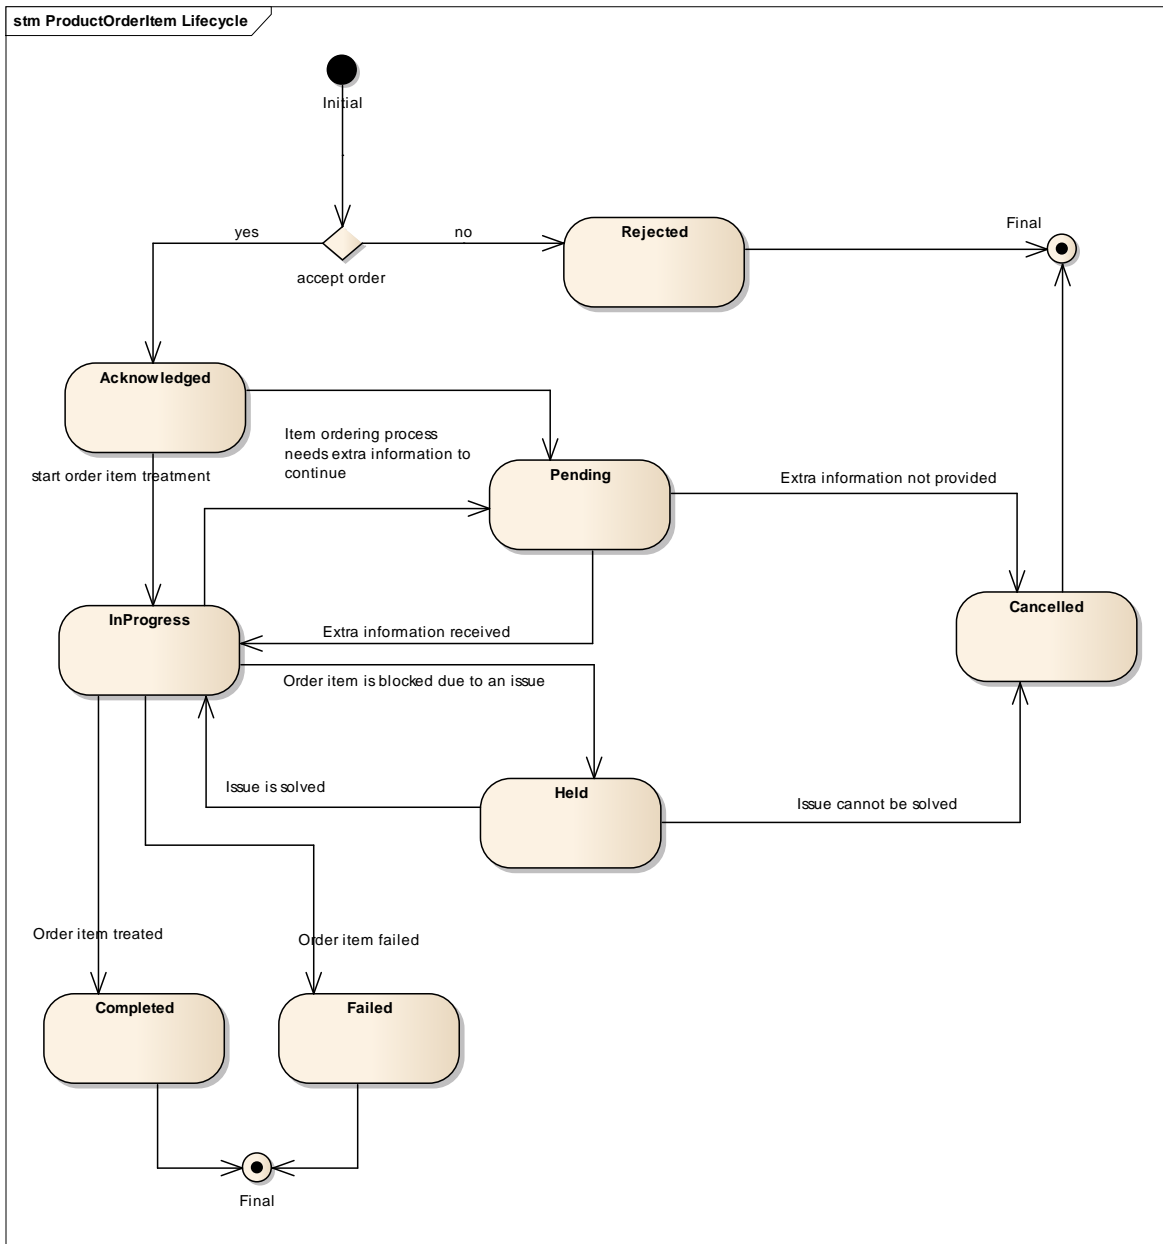 stm ProductOrderItem Lifecycle
Initial
yes
no
accept order
Rejected
Final
Acknowledged
start order item treatment
Item ordering process
needs extra information to
continue
Pending
Extra information not provided
InProgress
Extra information received
Cancelled
Order item is blocked due to an issue
Issue is solved
Held
Issue cannot be solved
Order item treated
Order item failed
Completed
Failed
Final